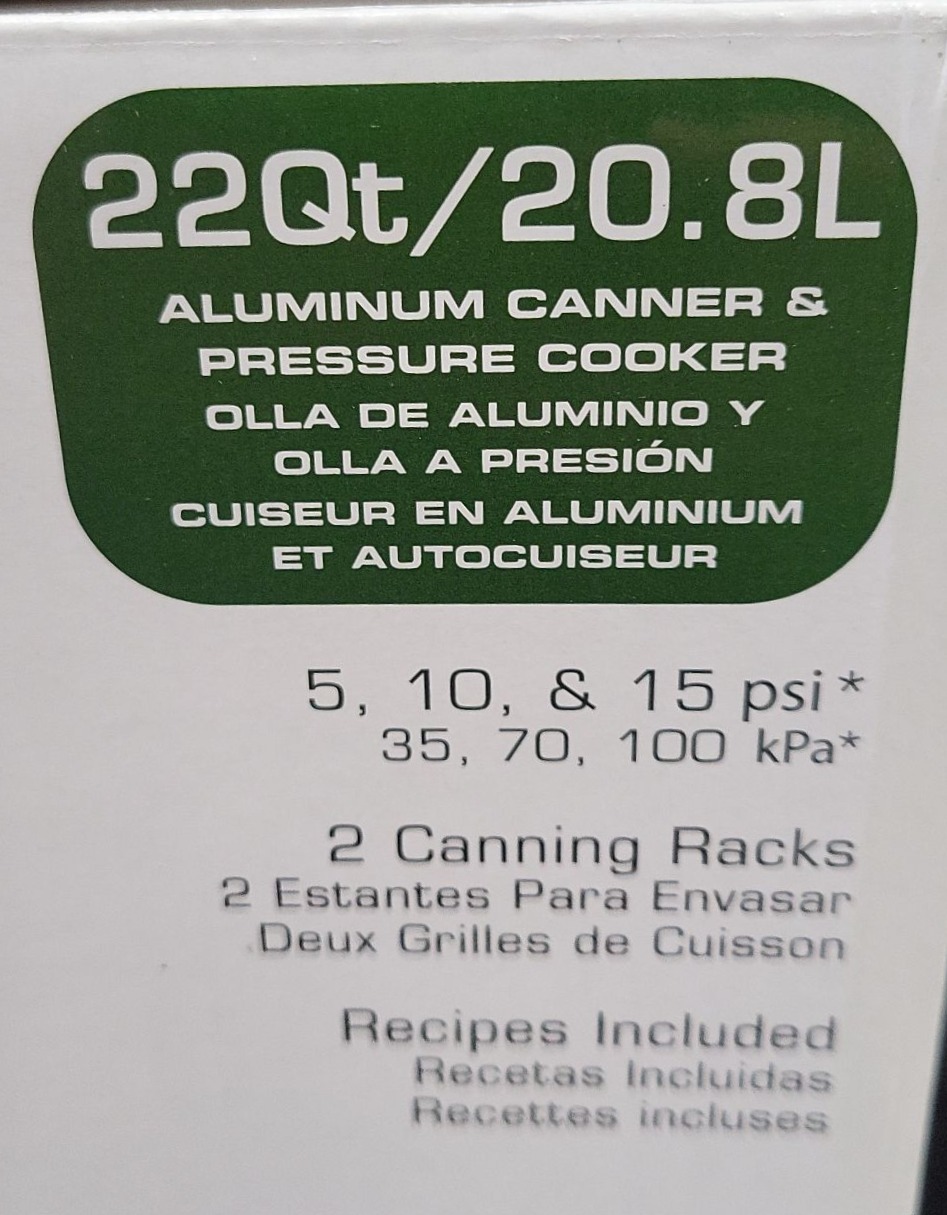 22Qt/20.8L
ALUMINUM CANNER &
PRESSURE COOKER
OLLA DE ALUMINIO Y
OLLA A PRESIÓN
CUISEUR EN ALUMINIUM
ET AUTOCUISEUR
5, 10, & 15 psi*
35, 70, 100 kPa*
2 Canning Racks
2 Estantes Para Envasar
Deux Grilles de Cuisson
Recipes Included
Recetas Incluidas
Recettes incluses